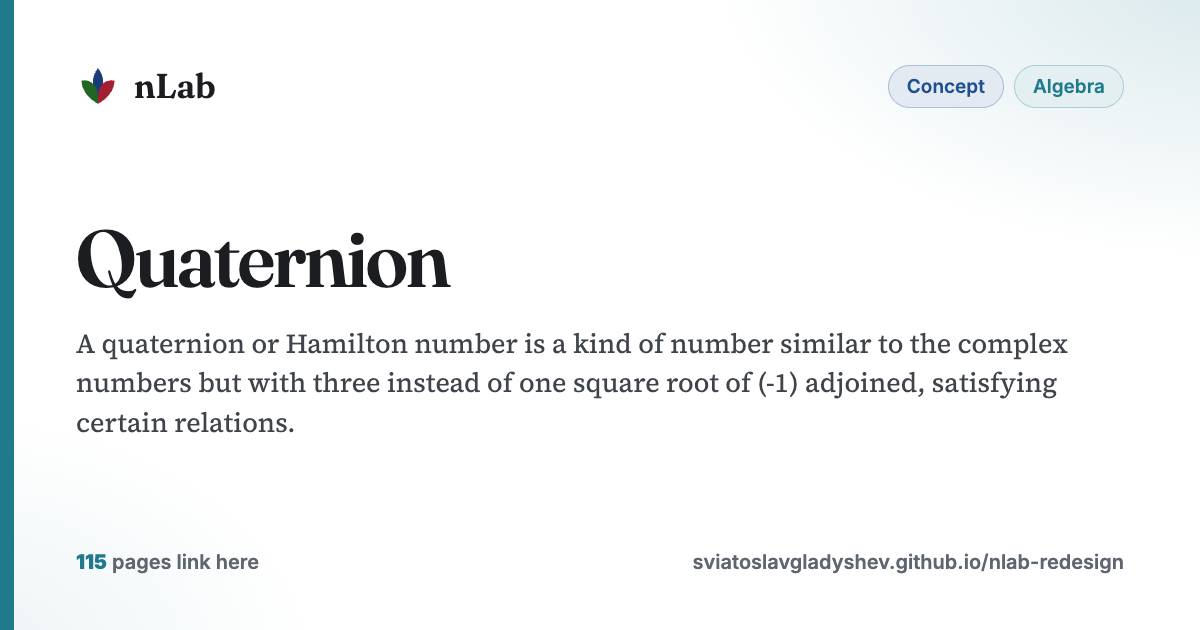 nLab
Concept
Algebra
Quaternion
A quaternion or Hamilton number is a kind of number similar to the complex
numbers but with three instead of one square root of (-1) adjoined, satisfying
certain relations.
115 pages link here
sviatoslavgladyshev.github.io/nlab-redesign